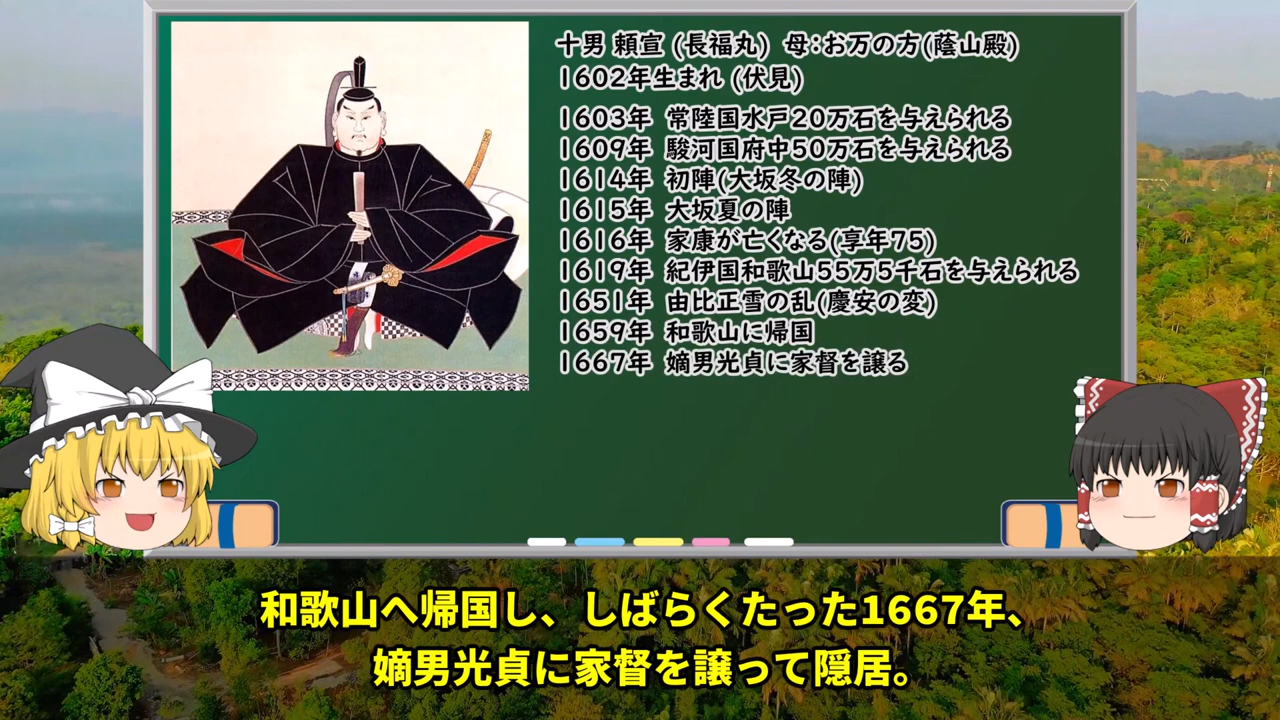 十男 頼宣 (長福丸) 母:お万の方(蔭山殿)
1602年生まれ (伏見)
1603年 常陸国水戸20万石を与えられる
1609年 駿河国府中50万石を与えられる
1614年 初陣(大坂冬の陣)
1615年 大坂夏の陣
1616年 家康が亡くなる(享年75)
1619年 紀伊国和歌山55万5千石を与えられる
1651年 由比正雪の乱(慶安の変)
1659年 和歌山に帰国
1667年 嫡男光貞に家督を譲る
和歌山へ帰国し、しばらくたった1667年、
嫡男光貞に家督を譲って隠居。